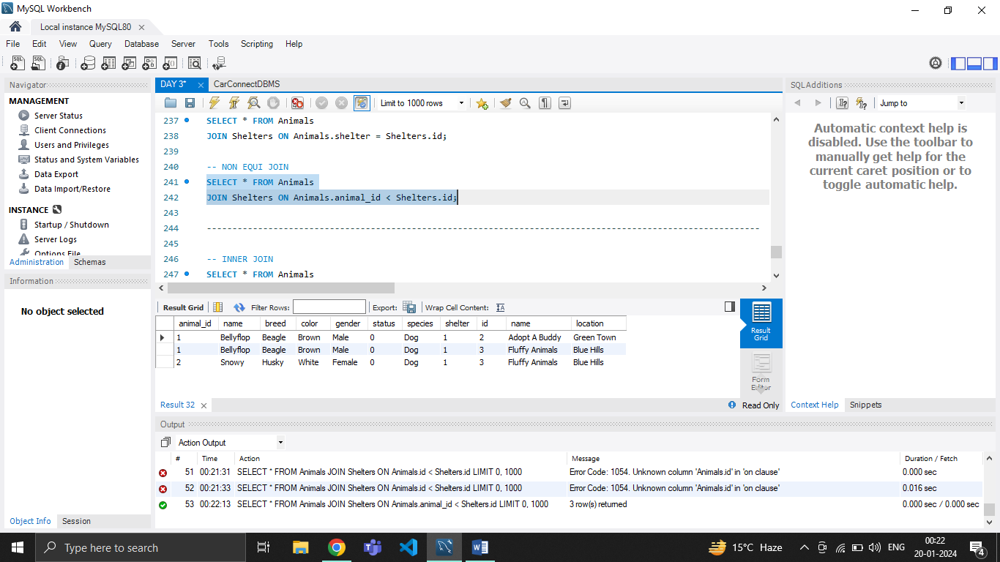 MySQL Workbench
Local instance MySQL80
File Edit View Query Database Server Tools Scripting Help
Navigator
MANAGEMENT
Server Status
Client Connections
Users and Privileges
Status and System Variables
Data Export
Data Import/Restore
INSTANCE
Startup / Shutdown
Server Logs
Options File
Administration Schemas
Information
No object selected
Object Info Session
DAY 3* CarConnectDBMS
Limit to 1000 rows
237 SELECT * FROM Animals
238 JOIN Shelters ON Animals.shelter = Shelters.id;
239
240 -- NON EQUI JOIN
241 SELECT * FROM Animals
242 JOIN Shelters ON Animals.animal_id < Shelters.id;
243
244 ------------------------------------------------------------------------------------------------------------
245
246 -- INNER JOIN
247 SELECT * FROM Animals
Result Grid Filter Rows: Export: Wrap Cell Content:
animal_id name breed color gender status species shelter id name location
1 Bellyflop Beagle Brown Male 0 Dog 1 2 Adopt A Buddy Green Town
1 Bellyflop Beagle Brown Male 0 Dog 1 3 Fluffy Animals Blue Hills
2 Snowy Husky White Female 0 Dog 1 3 Fluffy Animals Blue Hills
Result Grid
Form Editor
Result 32 Read Only
SQLAdditions
Jump to
Automatic context help is
disabled. Use the toolbar to
manually get help for the
current caret position or to
toggle automatic help.
Context Help Snippets
Output
Action Output
# Time Action Message Duration / Fetch
51 00:21:31 SELECT * FROM Animals JOIN Shelters ON Animals.id < Shelters.id LIMIT 0, 1000 Error Code: 1054. Unknown column 'Animals.id' in 'on clause' 0.000 sec
52 00:21:33 SELECT * FROM Animals JOIN Shelters ON Animals.id < Shelters.id LIMIT 0, 1000 Error Code: 1054. Unknown column 'Animals.id' in 'on clause' 0.016 sec
53 00:22:13 SELECT * FROM Animals JOIN Shelters ON Animals.animal_id < Shelters.id LIMIT 0, 1000 3 row(s) returned 0.000 sec / 0.000 sec
Type here to search
15°C Haze
ENG
00:22
20-01-2024
4